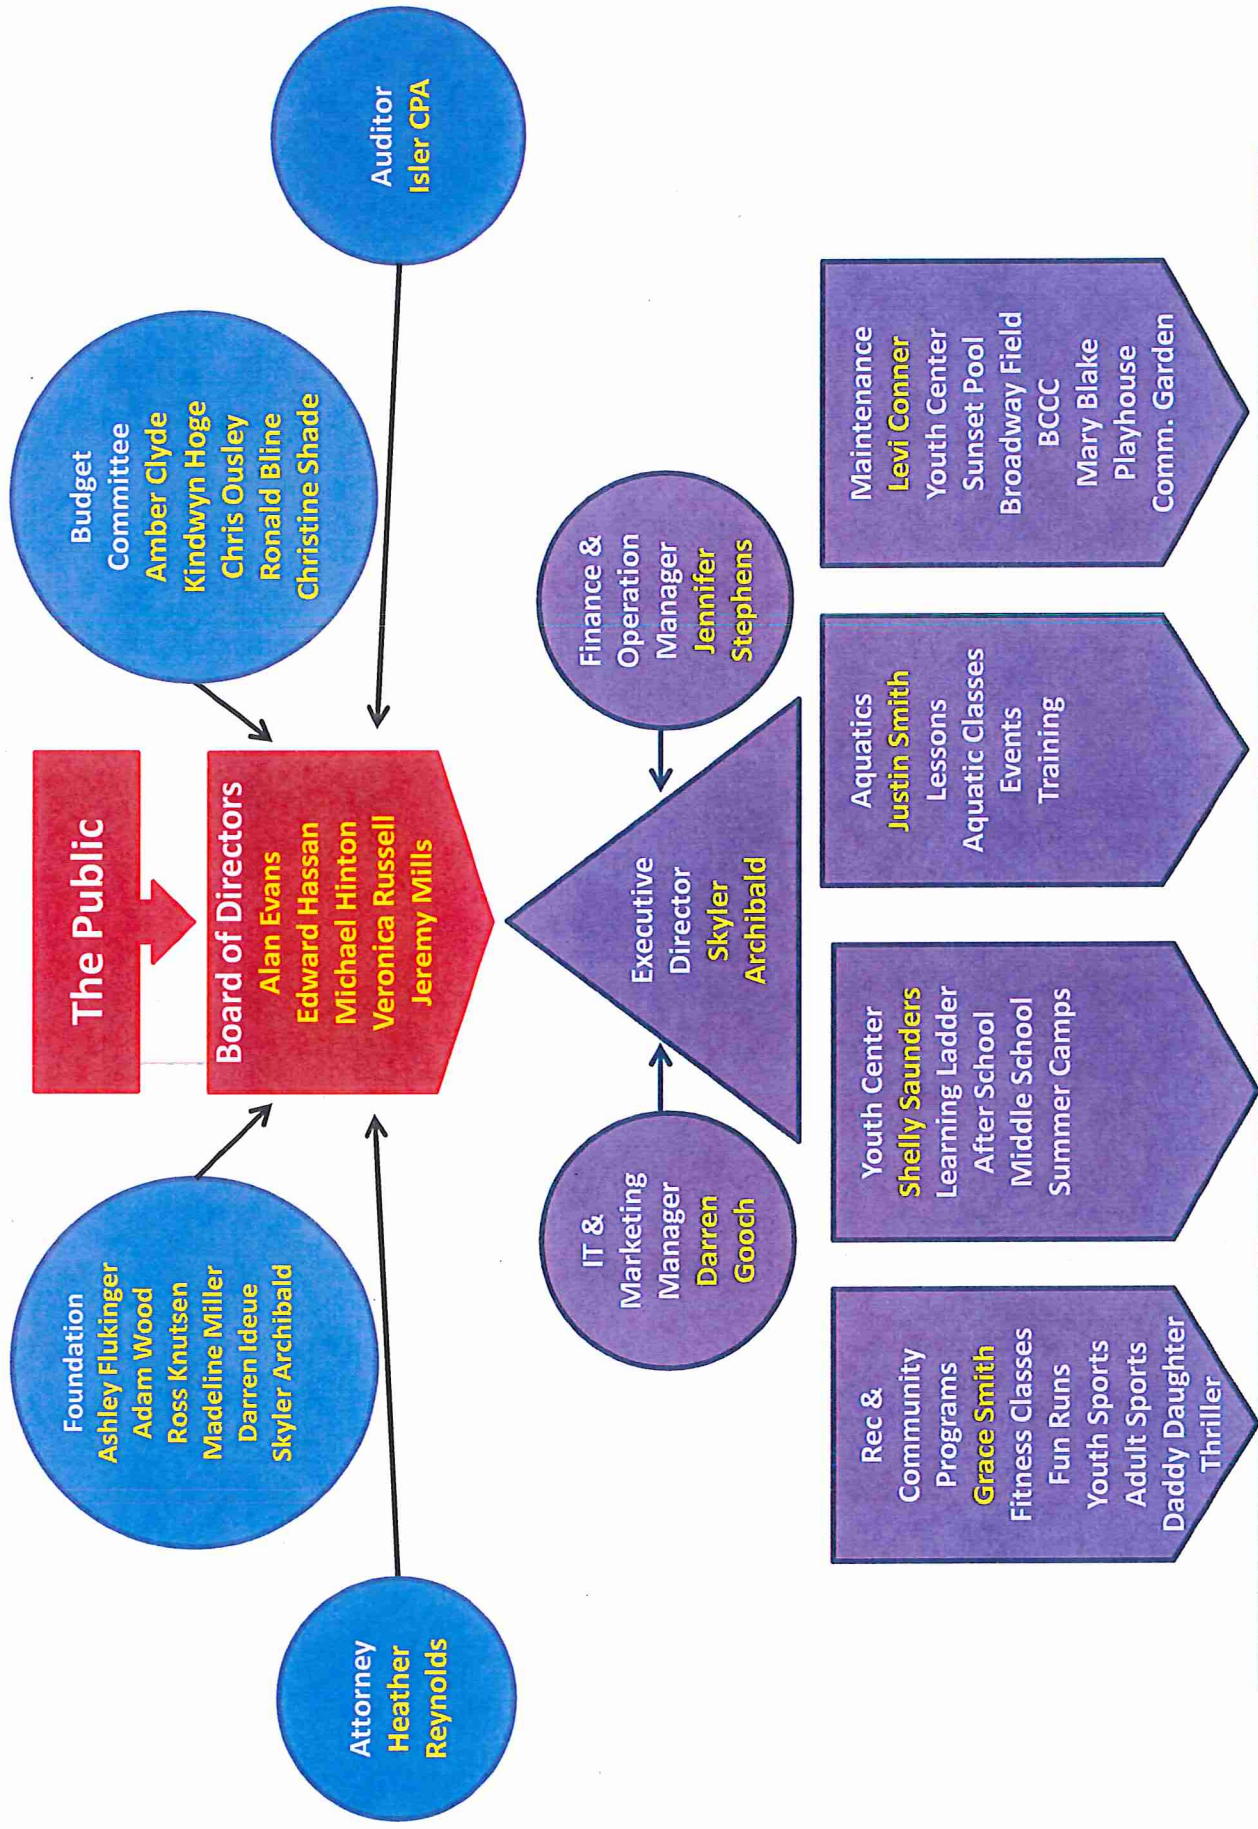 The Public
Foundation
Ashley Flukinger
Adam Wood
Ross Knutsen
Madeline Miller
Darren Ideue
Skyler Archibald
Budget
Committee
Amber Clyde
Kindwyn Hoge
Chris Ousley
Ronald Bline
Christine Shade
Board of Directors
Alan Evans
Edward Hassan
Michael Hinton
Veronica Russell
Jeremy Mills
Attorney
Heather
Reynolds
Auditor
Isler CPA
IT &
Marketing
Manager
Darren
Gooch
Executive
Director
Skyler
Archibald
Finance &
Operation
Manager
Jennifer
Stephens
Rec &
Community
Programs
Grace Smith
Fitness Classes
Fun Runs
Youth Sports
Adult Sports
Daddy Daughter
Thriller
Youth Center
Shelly Saunders
Learning Ladder
After School
Middle School
Summer Camps
Aquatics
Justin Smith
Lessons
Aquatic Classes
Events
Training
Maintenance
Levi Conner
Youth Center
Sunset Pool
Broadway Field
BCCC
Mary Blake
Playhouse
Comm. Garden